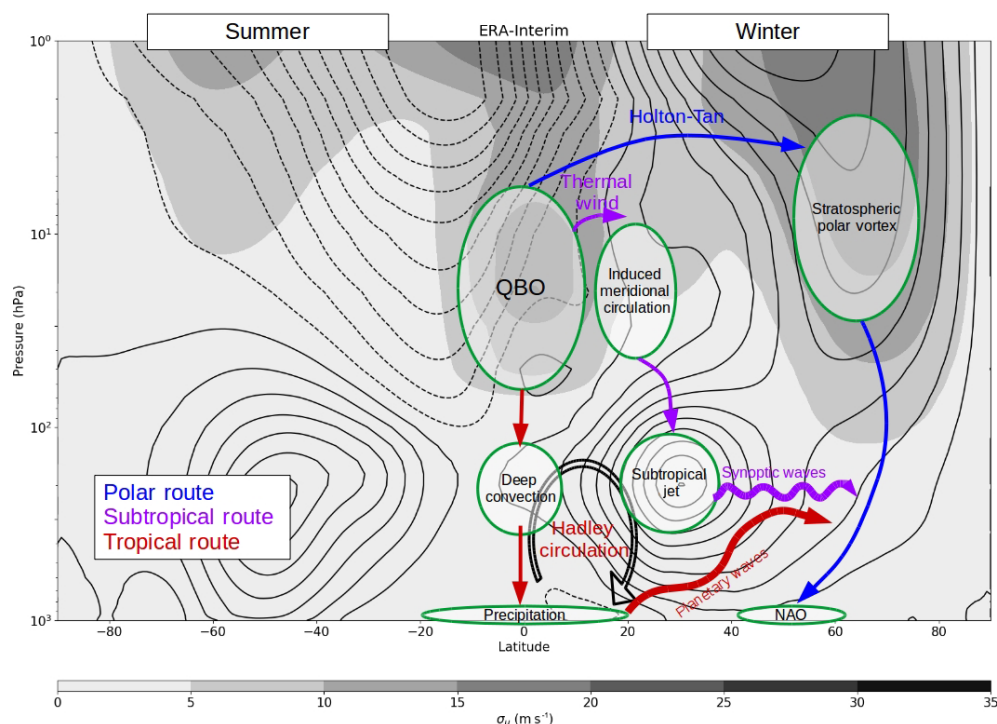 Summer
ERA-Interim
Winter
10⁰
Holton-Tan
Thermal
wind
Stratospheric
polar vortex
10¹
QBO
Induced
meridional
circulation
Pressure (hPa)
10²
Deep
convection
Subtropical
jet
Synoptic waves
Polar route
Subtropical route
Tropical route
Hadley
circulation
Planetary waves
Precipitation
NAO
10³
−80 −60 −40 −20 0 20 40 60 80
Latitude
0 5 10 15 20 25 30 35
σᵤ (m s⁻¹)